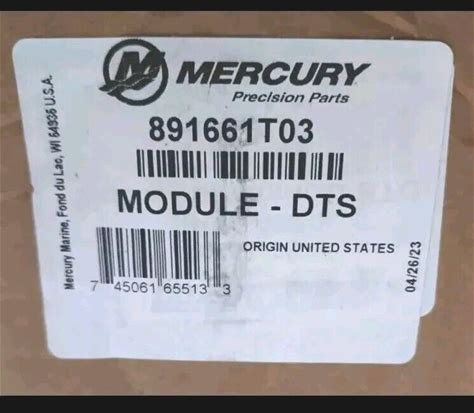 MERCURY
Precision Parts
891661T03
MODULE - DTS
ORIGIN UNITED STATES
7 45061 65513 3
04/26/23
Mercury Marine, Fond du Lac, WI 54935 U.S.A.